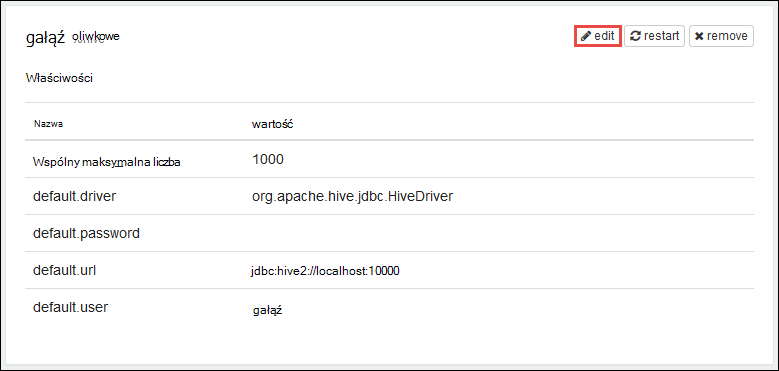 gałąź oliwkowe
edit restart remove
Właściwości
Nazwa wartość
Wspólny maksymalna liczba 1000
default.driver org.apache.hive.jdbc.HiveDriver
default.password
default.url jdbc:hive2://localhost:10000
default.user gałąź